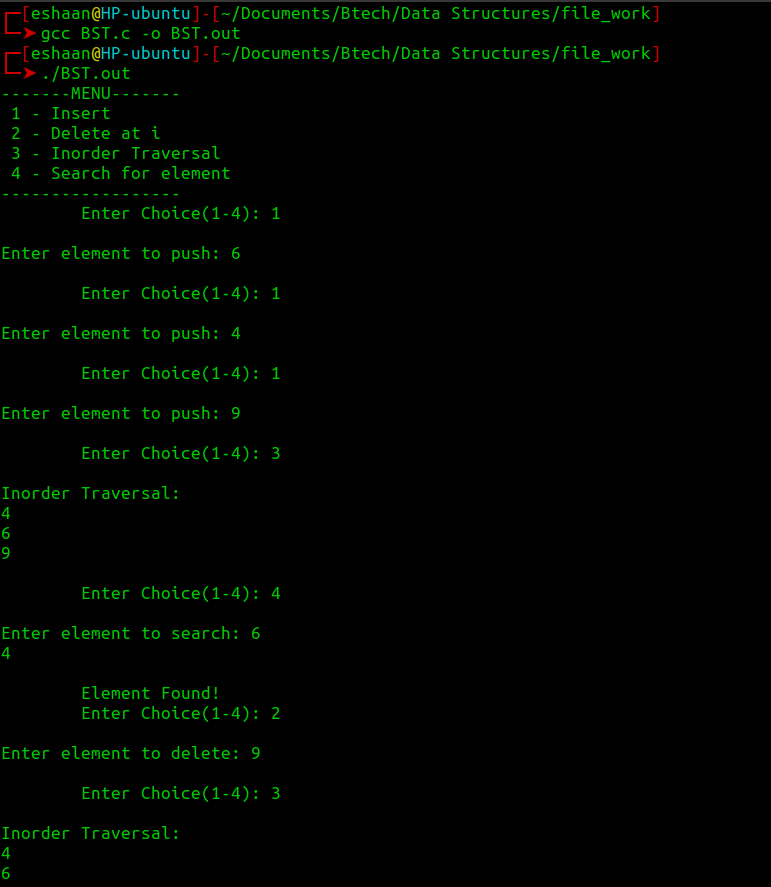 ┌─[eshaan@HP-ubuntu]-[~/Documents/Btech/Data Structures/file_work]
└─➤ gcc BST.c -o BST.out
┌─[eshaan@HP-ubuntu]-[~/Documents/Btech/Data Structures/file_work]
└─➤ ./BST.out
-------MENU-------
 1 - Insert
 2 - Delete at i
 3 - Inorder Traversal
 4 - Search for element
------------------
        Enter Choice(1-4): 1

Enter element to push: 6

        Enter Choice(1-4): 1

Enter element to push: 4

        Enter Choice(1-4): 1

Enter element to push: 9

        Enter Choice(1-4): 3

Inorder Traversal:
4
6
9

        Enter Choice(1-4): 4

Enter element to search: 6
4

        Element Found!
        Enter Choice(1-4): 2

Enter element to delete: 9

        Enter Choice(1-4): 3

Inorder Traversal:
4
6